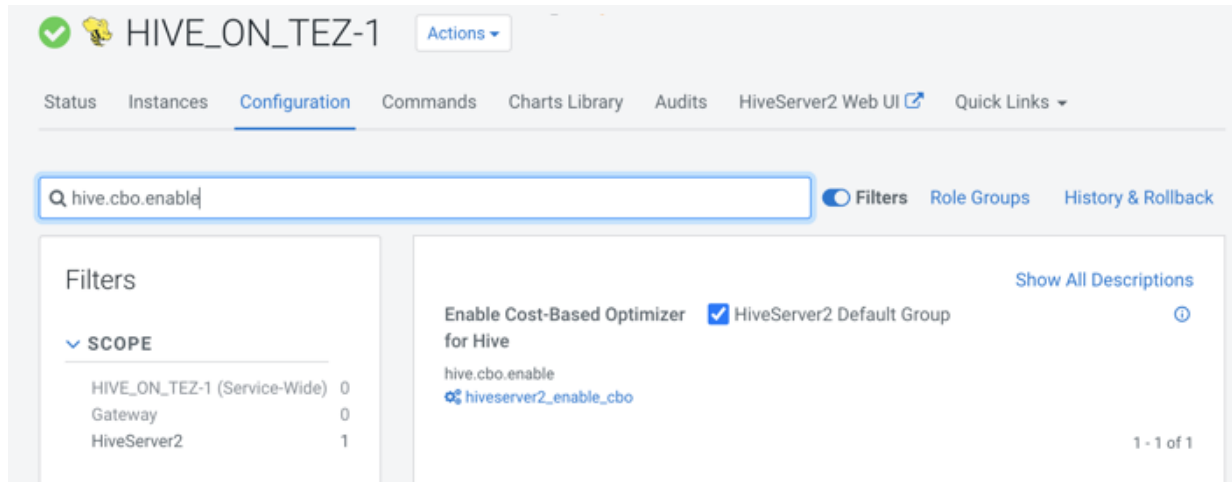 HIVE_ON_TEZ-1 Actions
Status Instances Configuration Commands Charts Library Audits HiveServer2 Web UI Quick Links
hive.cbo.enable Filters Role Groups History & Rollback
Filters
SCOPE
HIVE_ON_TEZ-1 (Service-Wide) 0
Gateway 0
HiveServer2 1
Show All Descriptions
Enable Cost-Based Optimizer HiveServer2 Default Group
for Hive
hive.cbo.enable
hiveserver2_enable_cbo
1 - 1 of 1